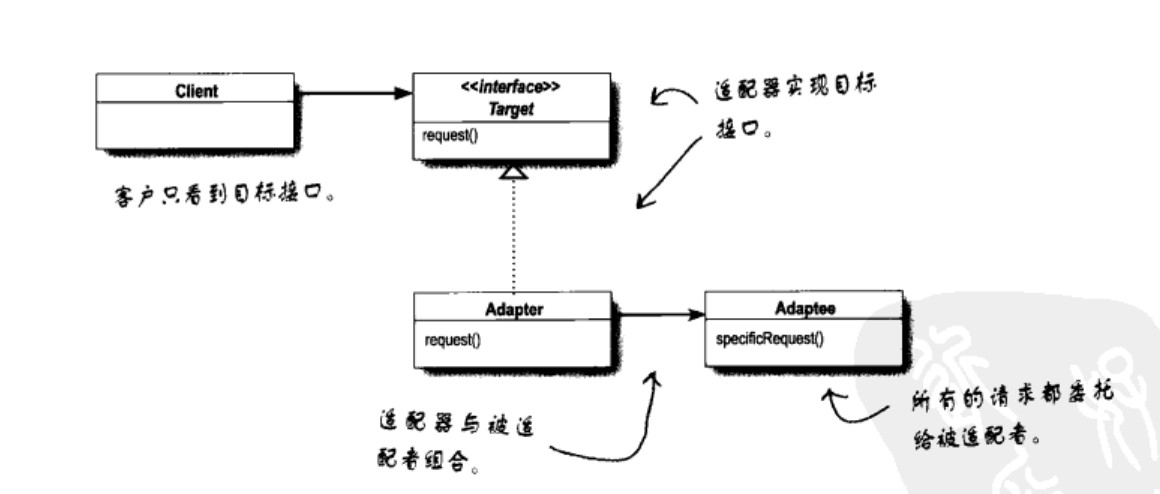 Client
<<interface>>
Target
request()
适配器实现目标
接口。
客户只看到目标接口。
Adapter
request()
Adaptee
specificRequest()
适配器与被适
配者组合。
所有的请求都委托
给被适配者。